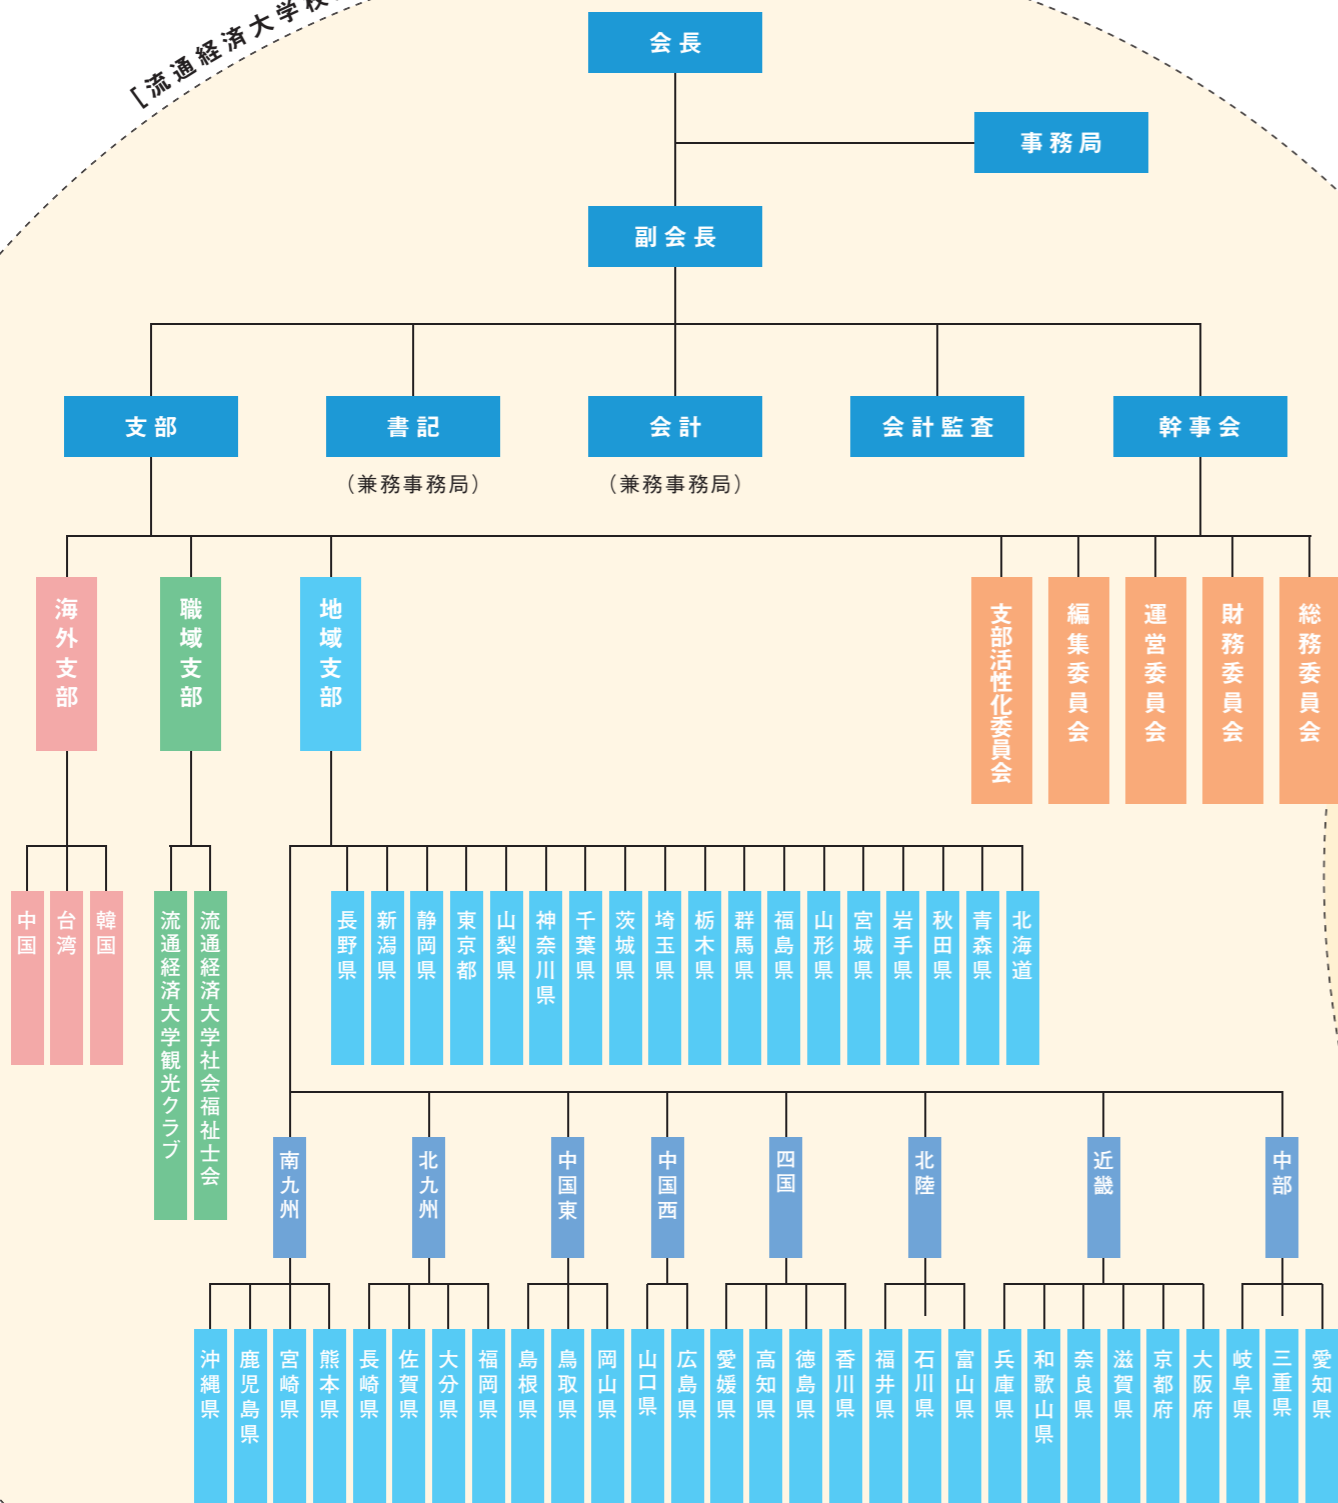 [流通経済大学校
会長
事務局
副会長
支部
書記
会計
会計監査
幹事会
（兼務事務局）
（兼務事務局）
海外支部
職域支部
地域支部
支部活性化委員会
編集委員会
運営委員会
財務委員会
総務委員会
中国
台湾
韓国
流通経済大学観光クラブ
流通経済大学社会福祉士会
長野県
新潟県
静岡県
東京都
山梨県
神奈川県
千葉県
茨城県
埼玉県
栃木県
群馬県
福島県
山形県
宮城県
岩手県
秋田県
青森県
北海道
南九州
北九州
中国東
中国西
四国
北陸
近畿
中部
沖縄県
鹿児島県
宮崎県
熊本県
長崎県
佐賀県
大分県
福岡県
島根県
鳥取県
岡山県
山口県
広島県
愛媛県
高知県
徳島県
香川県
福井県
石川県
富山県
兵庫県
和歌山県
奈良県
滋賀県
京都府
大阪府
岐阜県
三重県
愛知県